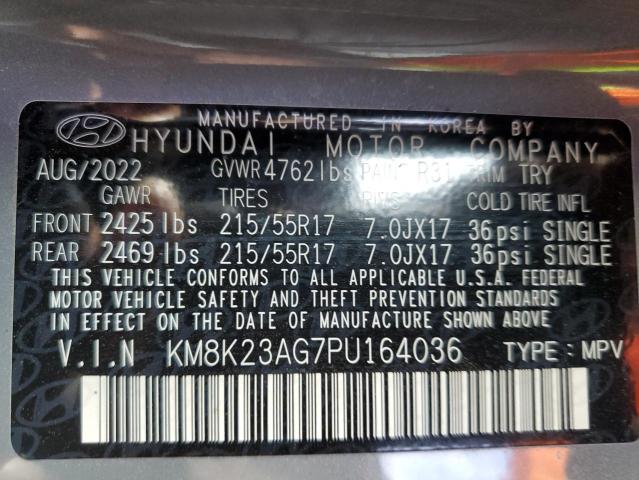 MANUFACTURED IN KOREA BY
HYUNDAI MOTOR COMPANY
AUG/2022 GVWR 4762lbs PAINT R31 TRIM TRY
GAWR TIRES RIMS COLD TIRE INFL
FRONT 2425 lbs 215/55R17 7.0JX17 36psi SINGLE
REAR 2469 lbs 215/55R17 7.0JX17 36psi SINGLE
THIS VEHICLE CONFORMS TO ALL APPLICABLE U.S.A. FEDERAL
MOTOR VEHICLE SAFETY AND THEFT PREVENTION STANDARDS
IN EFFECT ON THE DATE OF MANUFACTURE SHOWN ABOVE.
V.I.N KM8K23AG7PU164036 TYPE : MPV